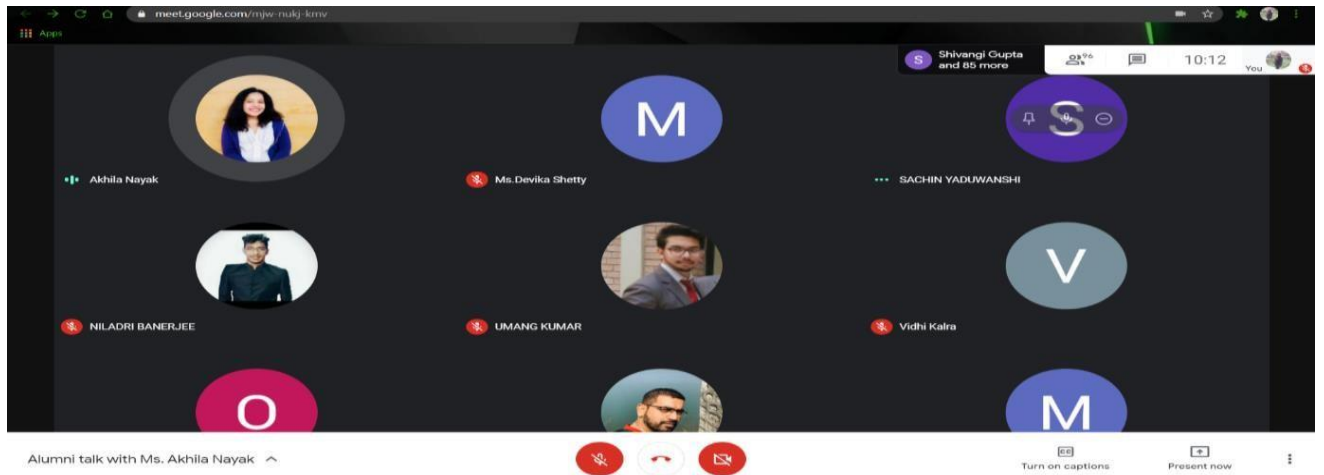 meet.google.com/mjw-nukj-kmv
Apps
S Shivangi Gupta
and 85 more
96
10:12
You
M
S
Akhila Nayak
Ms.Devika Shetty
SACHIN YADUWANSHI
V
NILADRI BANERJEE
UMANG KUMAR
Vidhi Kalra
O
M
Alumni talk with Ms. Akhila Nayak
CC
Turn on captions
Present now